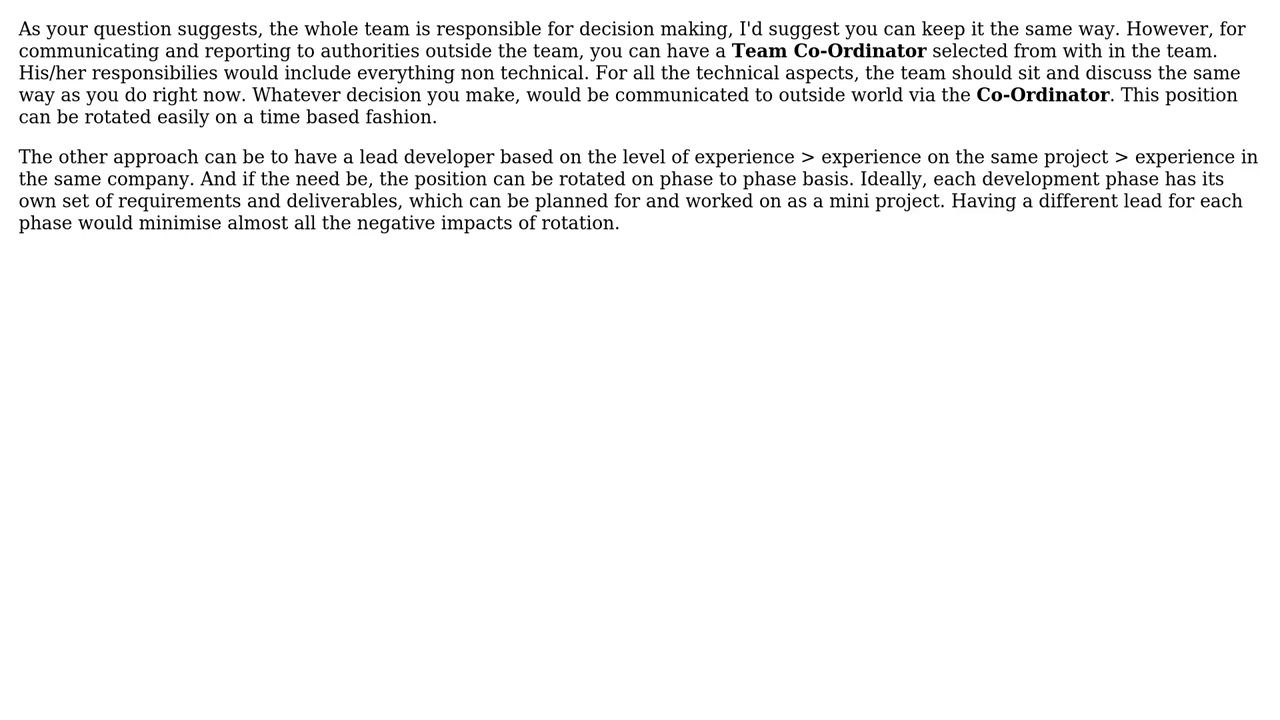 As your question suggests, the whole team is responsible for decision making, I'd suggest you can keep it the same way. However, for
communicating and reporting to authorities outside the team, you can have a Team Co-Ordinator selected from with in the team.
His/her responsibilies would include everything non technical. For all the technical aspects, the team should sit and discuss the same
way as you do right now. Whatever decision you make, would be communicated to outside world via the Co-Ordinator. This position
can be rotated easily on a time based fashion.
The other approach can be to have a lead developer based on the level of experience > experience on the same project > experience in
the same company. And if the need be, the position can be rotated on phase to phase basis. Ideally, each development phase has its
own set of requirements and deliverables, which can be planned for and worked on as a mini project. Having a different lead for each
phase would minimise almost all the negative impacts of rotation.